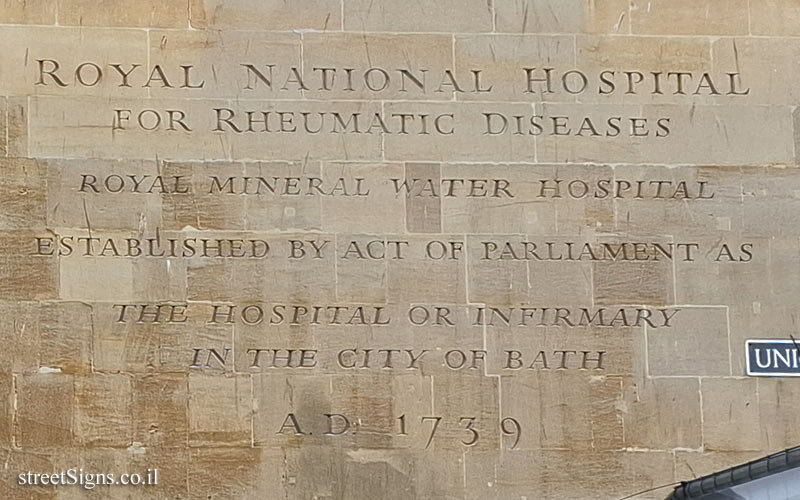 ROYAL NATIONAL HOSPITAL
FOR RHEUMATIC DISEASES
ROYAL MINERAL WATER HOSPITAL
ESTABLISHED BY ACT OF PARLIAMENT AS
THE HOSPITAL OR INFIRMARY
IN THE CITY OF BATH
A.D. 1739
UNI
streetSigns.co.il